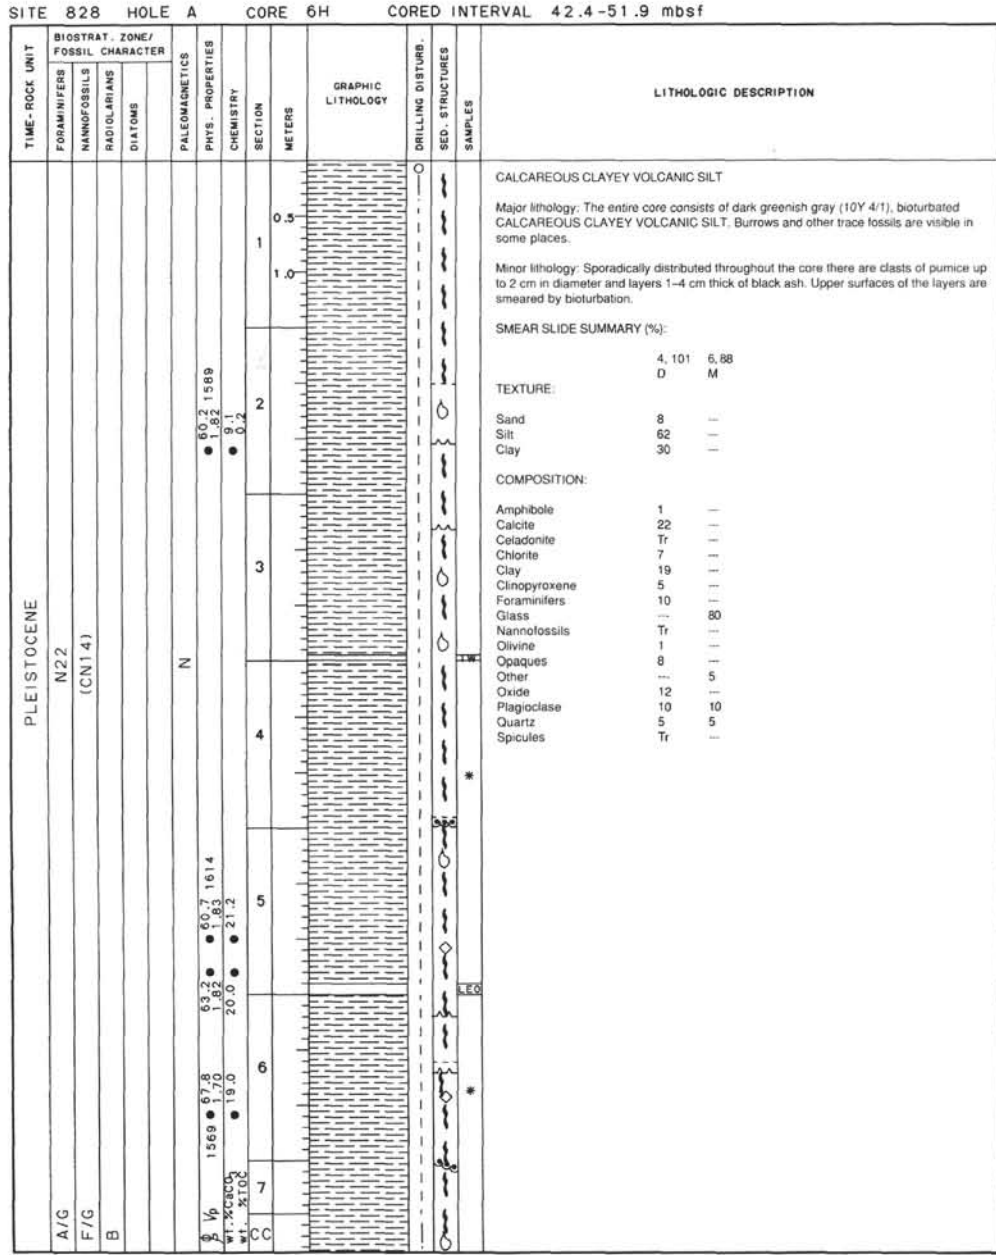 SITE 828 HOLE A CORE 6H CORED INTERVAL 42.4-51.9 mbsf
TIME-ROCK UNIT
BIOSTRAT. ZONE/
FOSSIL CHARACTER
FORAMINIFERS
NANNOFOSSILS
RADIOLARIANS
DIATOMS
PALEOMAGNETICS
PHYS. PROPERTIES
CHEMISTRY
SECTION
METERS
GRAPHIC
LITHOLOGY
DRILLING DISTURB.
SED. STRUCTURES
SAMPLES
LITHOLOGIC DESCRIPTION
PLEISTOCENE
N22
(CN14)
N
A/G
F/G
B
60.2 1589
1.82
9.1
0.2
60.7 1614
1.83
21.2
63.2
1.82
20.0
1569 67.8
1.70
19.0
φ Vp
ρ
wt.%CaCO3
wt. %TOC
1
2
3
4
5
6
7
CC
0.5
1.0
IW
*
LEO
*
CALCAREOUS CLAYEY VOLCANIC SILT
Major lithology: The entire core consists of dark greenish gray (10Y 4/1), bioturbated
CALCAREOUS CLAYEY VOLCANIC SILT. Burrows and other trace fossils are visible in
some places.
Minor lithology: Sporadically distributed throughout the core there are clasts of pumice up
to 2 cm in diameter and layers 1–4 cm thick of black ash. Upper surfaces of the layers are
smeared by bioturbation.
SMEAR SLIDE SUMMARY (%):
4, 101 6, 88
D M
TEXTURE:
Sand 8 —
Silt 62 —
Clay 30 —
COMPOSITION:
Amphibole 1 —
Calcite 22 —
Celadonite Tr —
Chlorite 7 —
Clay 19 —
Clinopyroxene 5 —
Foraminifers 10 —
Glass — 80
Nannofossils Tr —
Olivine 1 —
Opaques 8 —
Other — 5
Oxide 12 —
Plagioclase 10 10
Quartz 5 5
Spicules Tr —